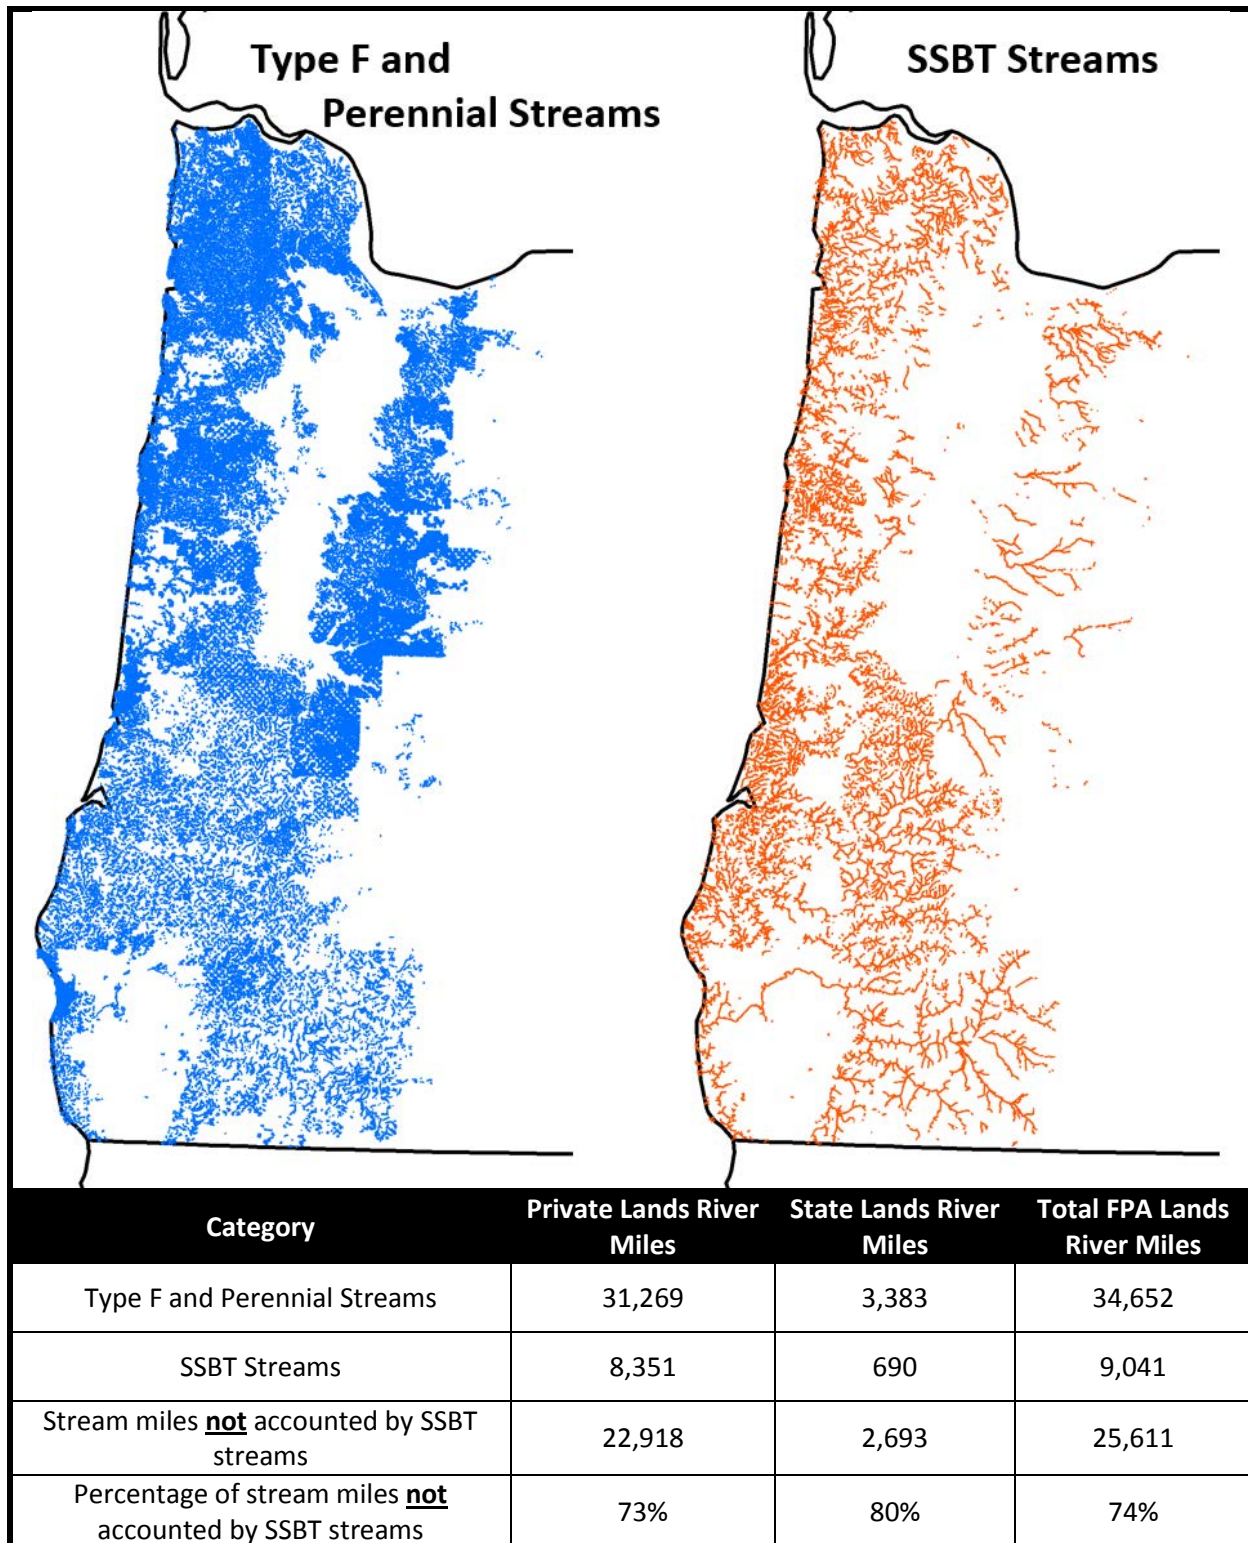 Type F and
Perennial Streams
SSBT Streams
Category
Private Lands River
Miles
State Lands River
Miles
Total FPA Lands
River Miles
Type F and Perennial Streams
31,269
3,383
34,652
SSBT Streams
8,351
690
9,041
Stream miles not accounted by SSBT
streams
22,918
2,693
25,611
Percentage of stream miles not
accounted by SSBT streams
73%
80%
74%